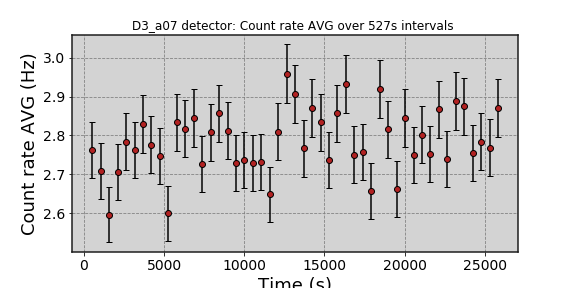 D3_a07 detector: Count rate AVG over 527s intervals
Count rate AVG (Hz)
3.0
2.9
2.8
2.7
2.6
0 5000 10000 15000 20000 25000
Time (s)